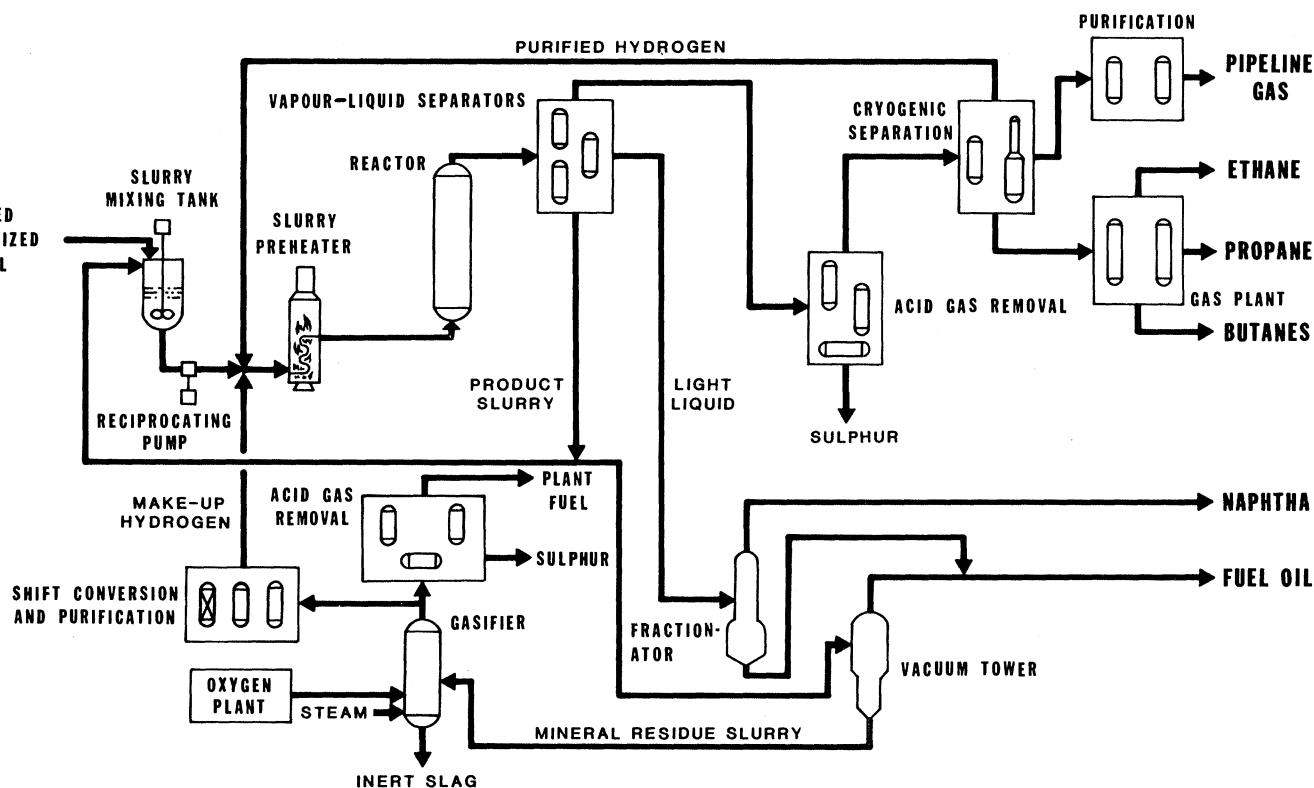 PURIFICATION
PURIFIED HYDROGEN
PIPELINE
GAS
VAPOUR-LIQUID SEPARATORS
CRYOGENIC
SEPARATION
REACTOR
ETHANE
SLURRY
MIXING TANK
SLURRY
PREHEATER
ED
IZED
L
PROPANE
GAS PLANT
ACID GAS REMOVAL
BUTANES
PRODUCT
SLURRY
LIGHT
LIQUID
RECIPROCATING
PUMP
SULPHUR
PLANT
FUEL
ACID GAS
REMOVAL
MAKE-UP
HYDROGEN
NAPHTHA
SULPHUR
FUEL OIL
SHIFT CONVERSION
AND PURIFICATION
GASIFIER
FRACTION-
ATOR
VACUUM TOWER
OXYGEN
PLANT
STEAM
MINERAL RESIDUE SLURRY
INERT SLAG